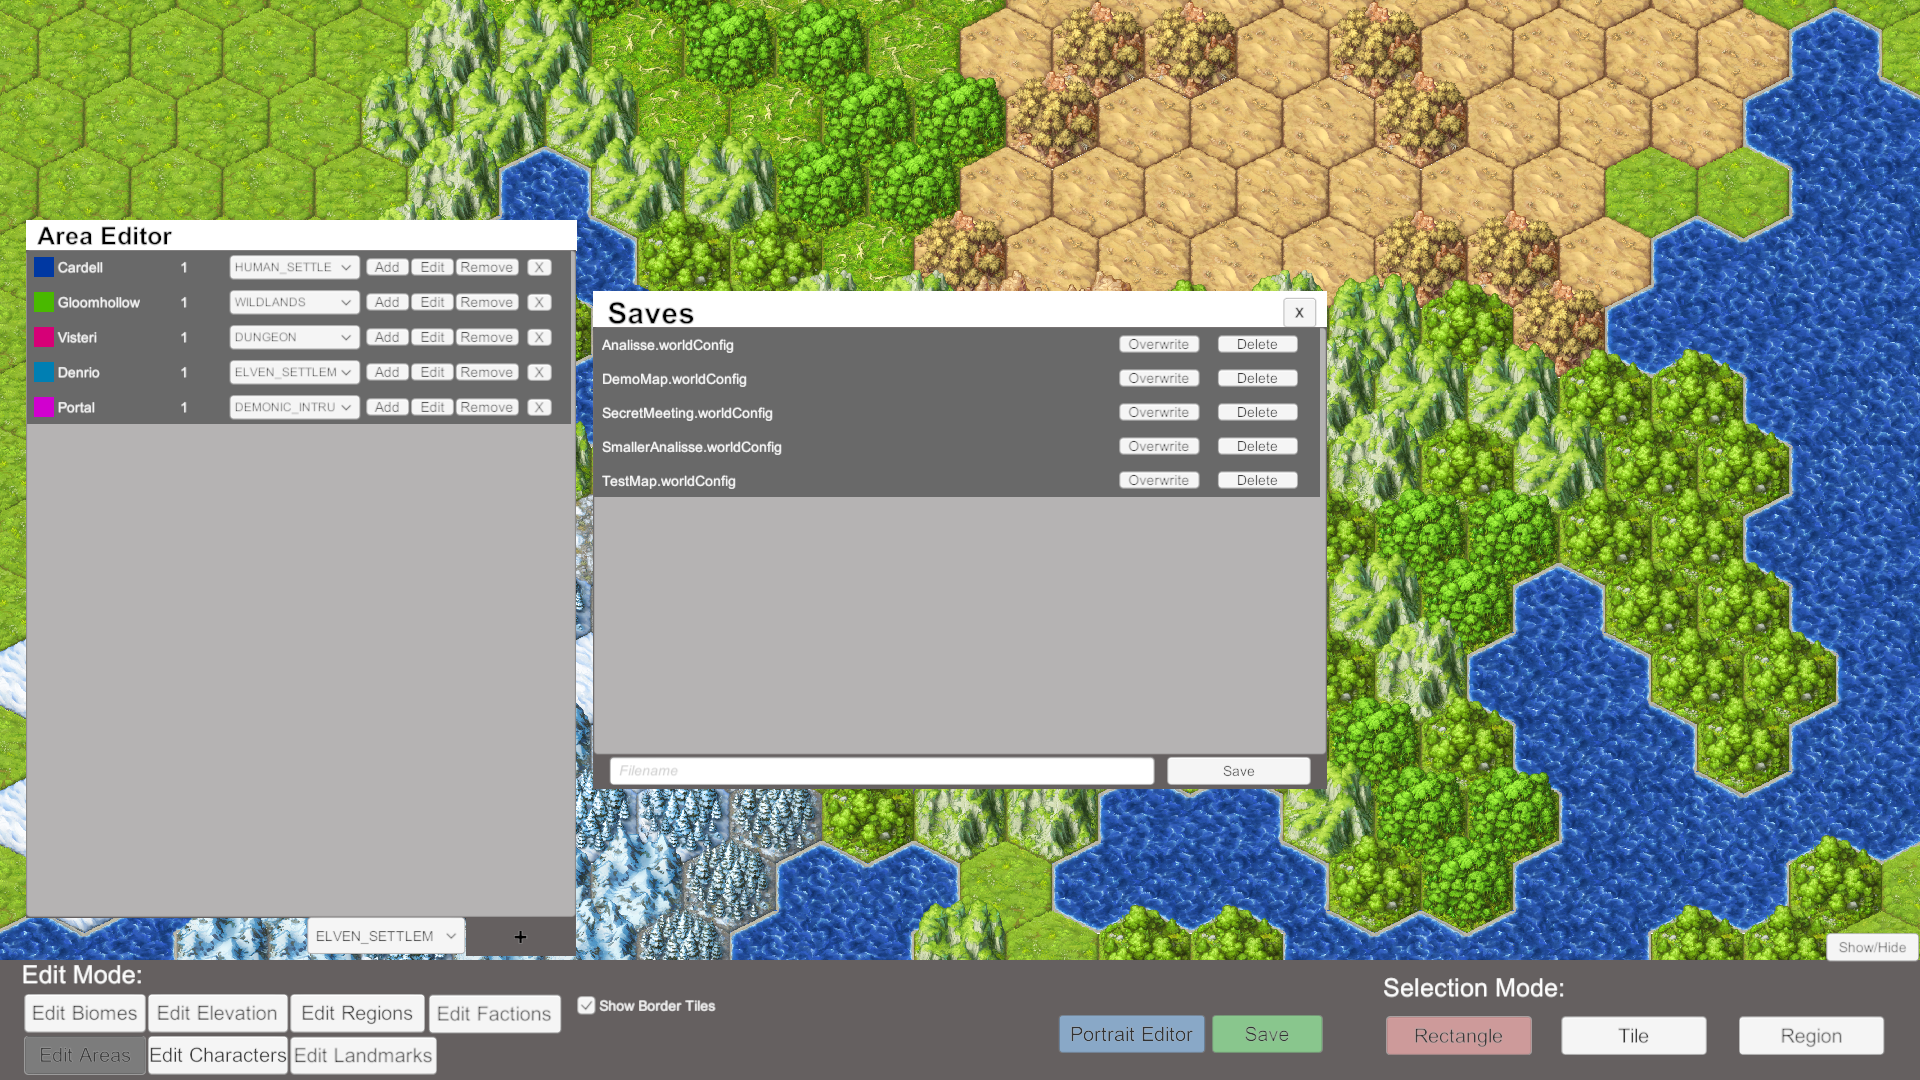 Area Editor
Cardell 1 HUMAN_SETTLE Add Edit Remove X
Gloomhollow 1 WILDLANDS Add Edit Remove X
Visteri 1 DUNGEON Add Edit Remove X
Denrio 1 ELVEN_SETTLEM Add Edit Remove X
Portal 1 DEMONIC_INTRU Add Edit Remove X
ELVEN_SETTLEM +
Saves X
Analisse.worldConfig Overwrite Delete
DemoMap.worldConfig Overwrite Delete
SecretMeeting.worldConfig Overwrite Delete
SmallerAnalisse.worldConfig Overwrite Delete
TestMap.worldConfig Overwrite Delete
Filename Save
Show/Hide
Edit Mode:
Edit Biomes Edit Elevation Edit Regions Edit Factions
Edit Areas Edit Characters Edit Landmarks
Show Border Tiles
Portrait Editor Save
Selection Mode:
Rectangle Tile Region